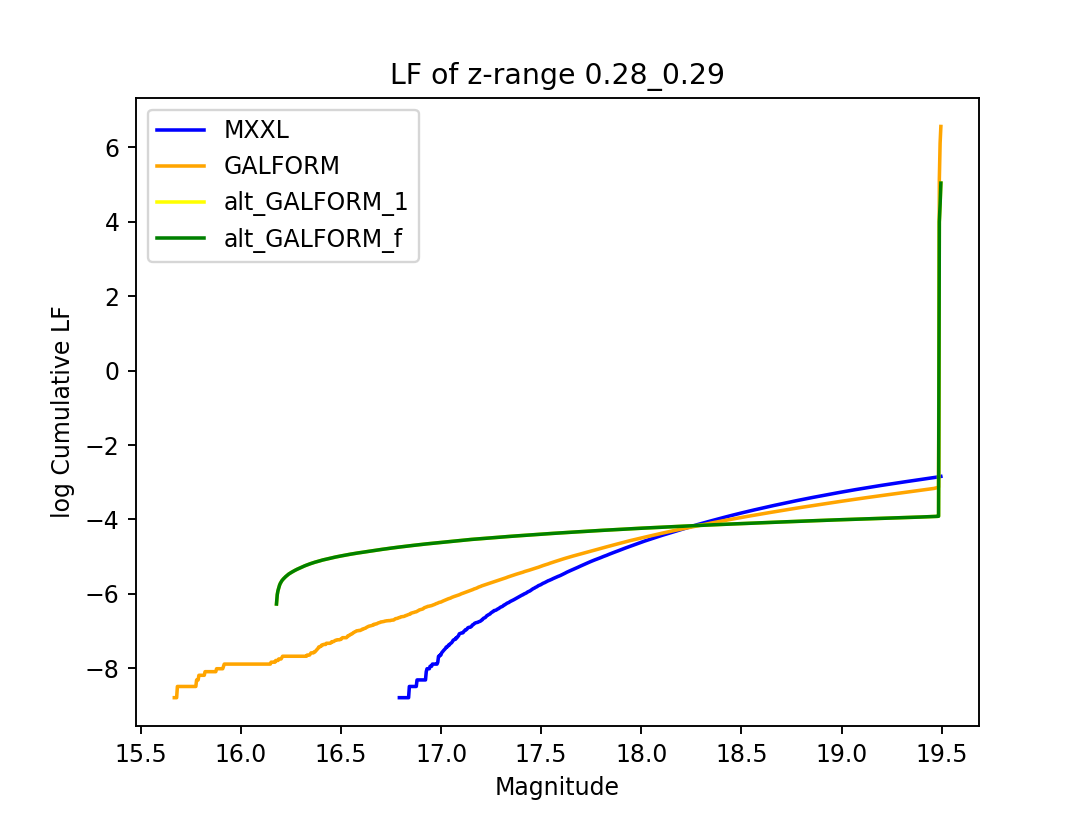 LF of z-range 0.28_0.29
MXXL
GALFORM
alt_GALFORM_1
alt_GALFORM_f
log Cumulative LF
6
4
2
0
−2
−4
−6
−8
15.5 16.0 16.5 17.0 17.5 18.0 18.5 19.0 19.5
Magnitude